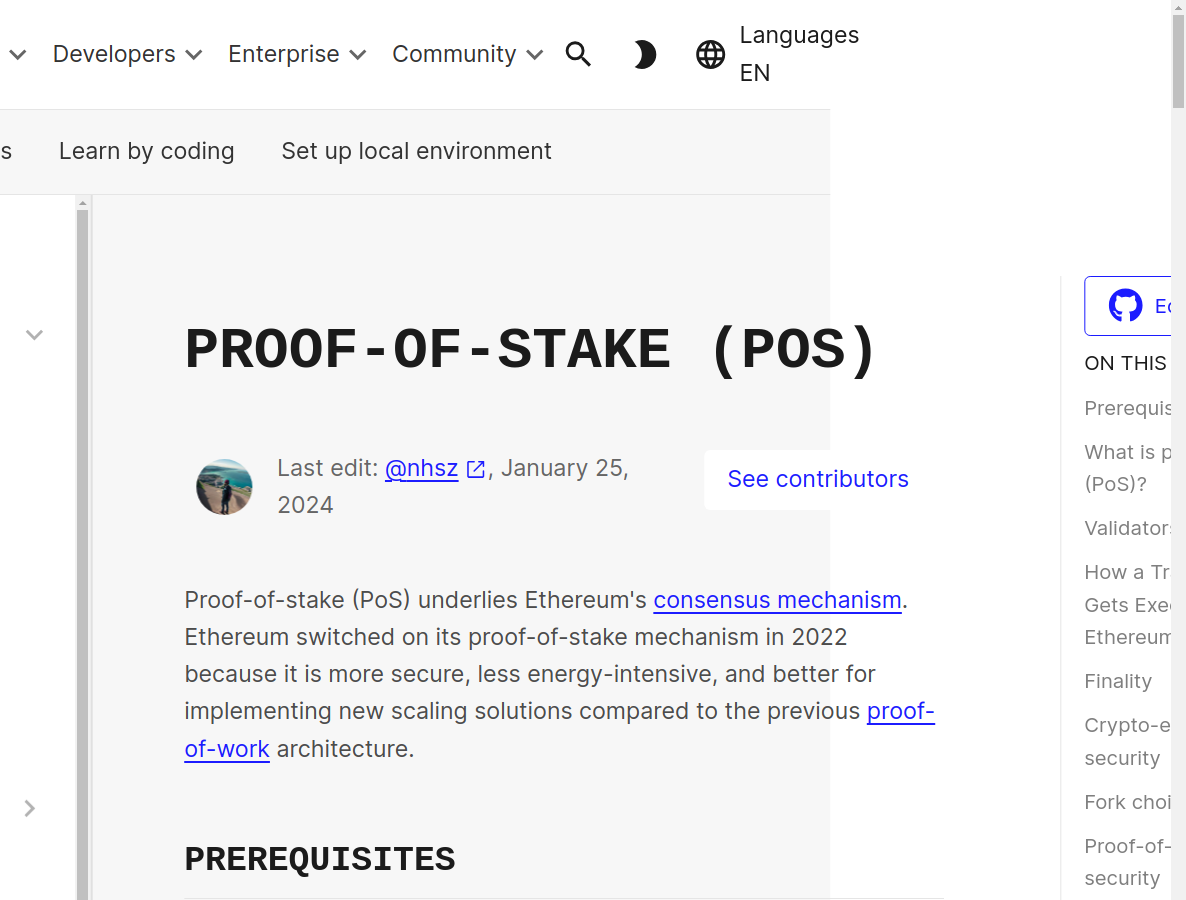 Developers Enterprise Community Languages EN
s Learn by coding Set up local environment
PROOF-OF-STAKE (POS)
Last edit: @nhsz, January 25,
2024
See contributors
Proof-of-stake (PoS) underlies Ethereum's consensus mechanism.
Ethereum switched on its proof-of-stake mechanism in 2022
because it is more secure, less energy-intensive, and better for
implementing new scaling solutions compared to the previous proof-
of-work architecture.
PREREQUISITES
ON THIS
Prerequis
What is p
(PoS)?
Validator
How a Tr
Gets Exe
Ethereum
Finality
Crypto-e
security
Fork choi
Proof-of-
security